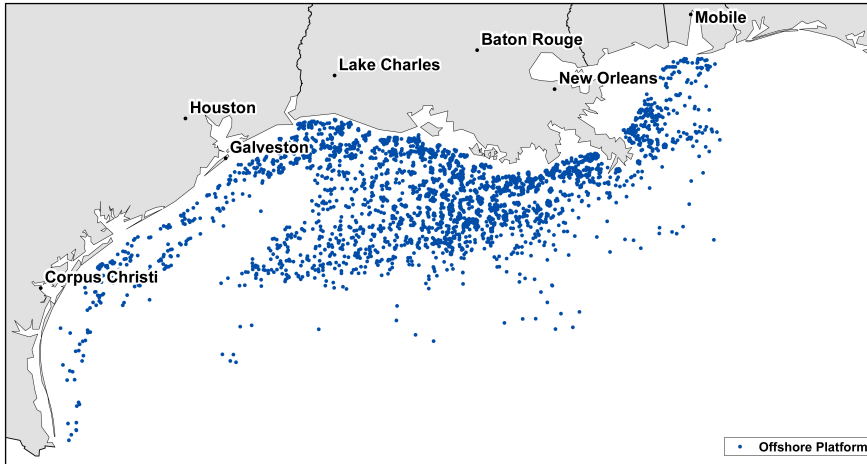 Mobile
Baton Rouge
Lake Charles
New Orleans
Houston
Galveston
Corpus Christi
Offshore Platform